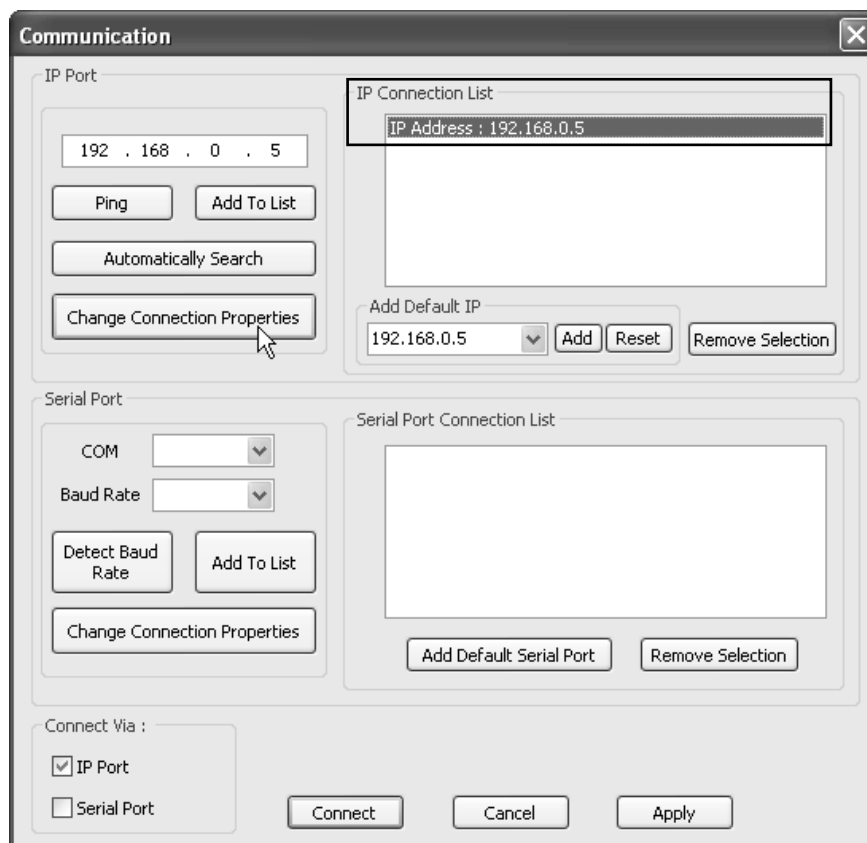 Communication
IP Port
192 . 168 . 0 . 5
Ping
Add To List
Automatically Search
Change Connection Properties
IP Connection List
IP Address : 192.168.0.5
Add Default IP
192.168.0.5
Add
Reset
Remove Selection
Serial Port
COM
Baud Rate
Detect Baud
Rate
Add To List
Change Connection Properties
Serial Port Connection List
Add Default Serial Port
Remove Selection
Connect Via :
IP Port
Serial Port
Connect
Cancel
Apply